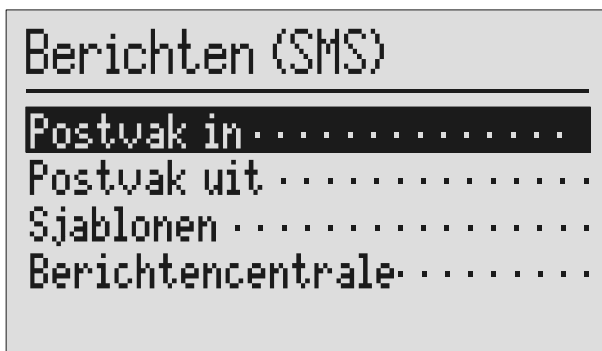 Berichten (SMS)
Postvak in . . . . . . . . . . . . . .
Postvak uit . . . . . . . . . . . . . .
Sjablonen . . . . . . . . . . . . . . . .
Berichtencentrale. . . . . . . . .